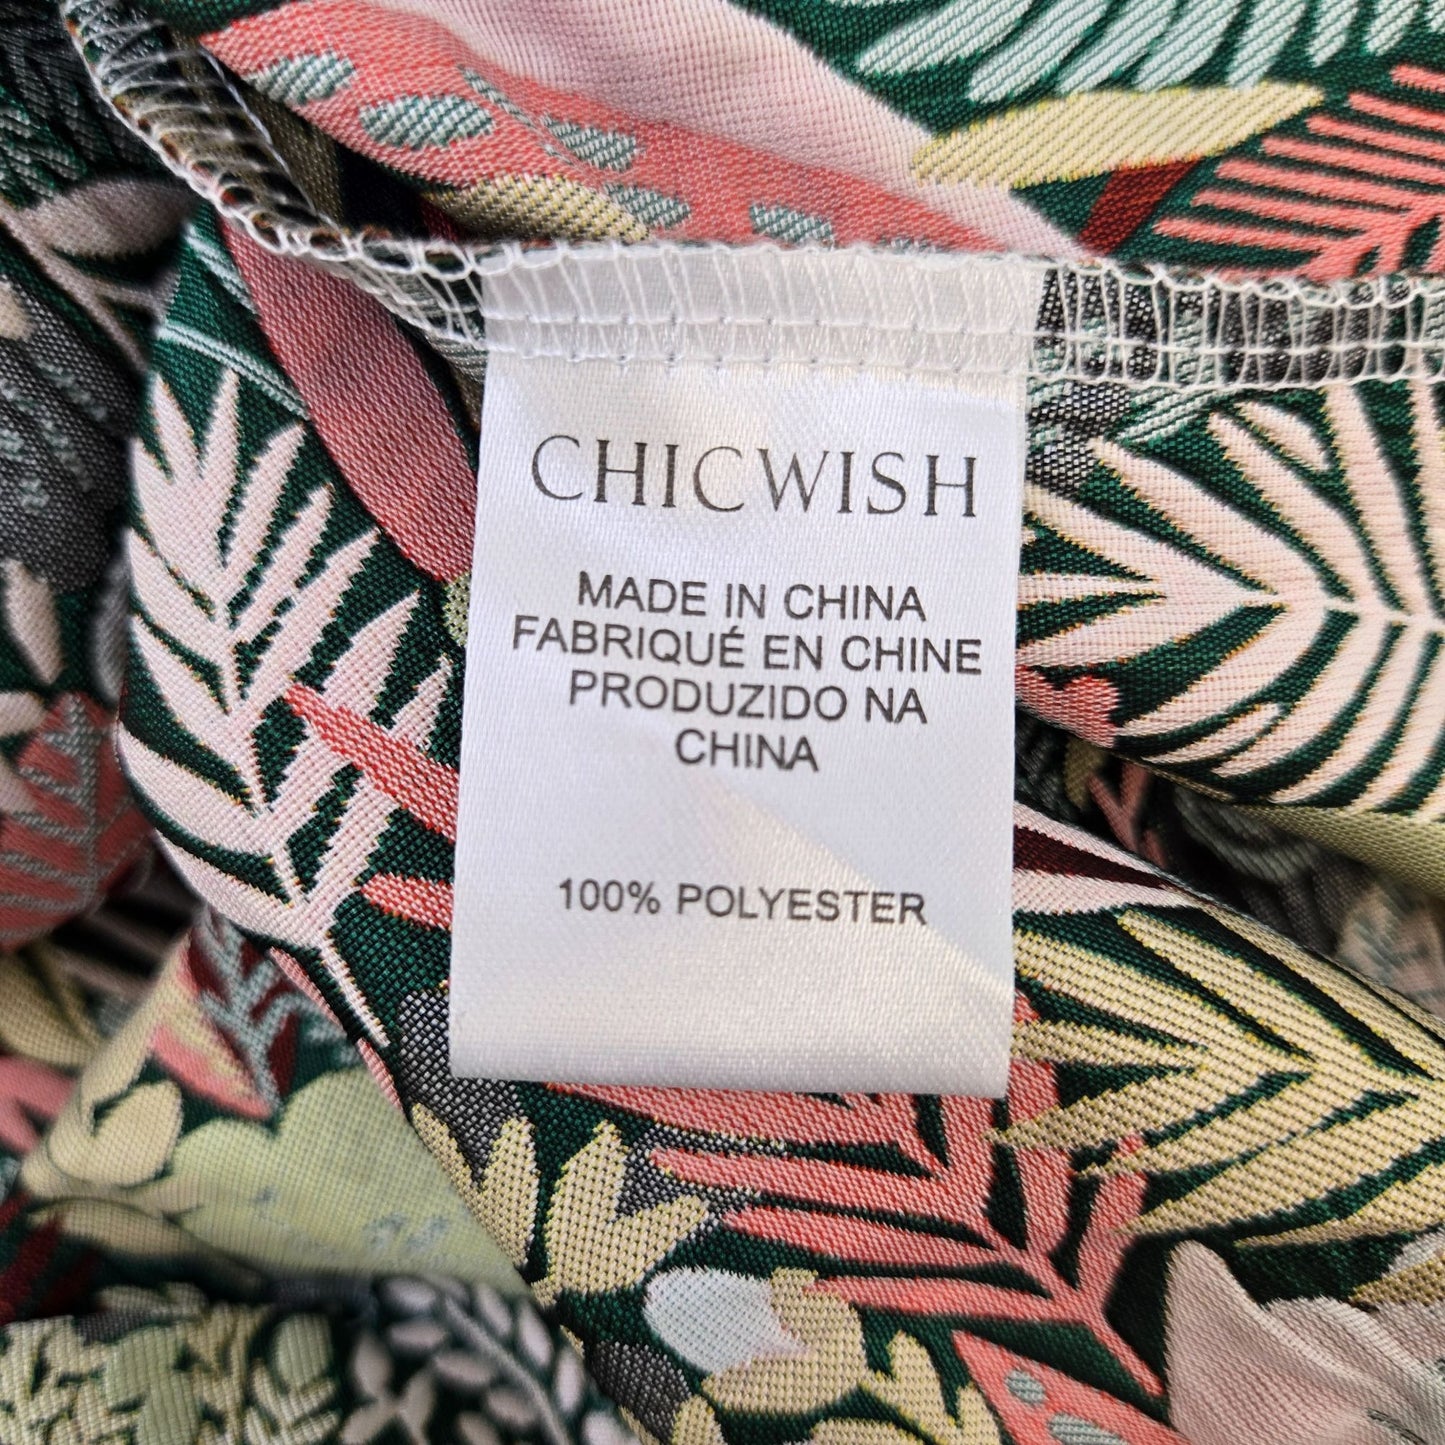 CHICWISH
MADE IN CHINA
FABRIQUÉ EN CHINE
PRODUZIDO NA
CHINA
100% POLYESTER